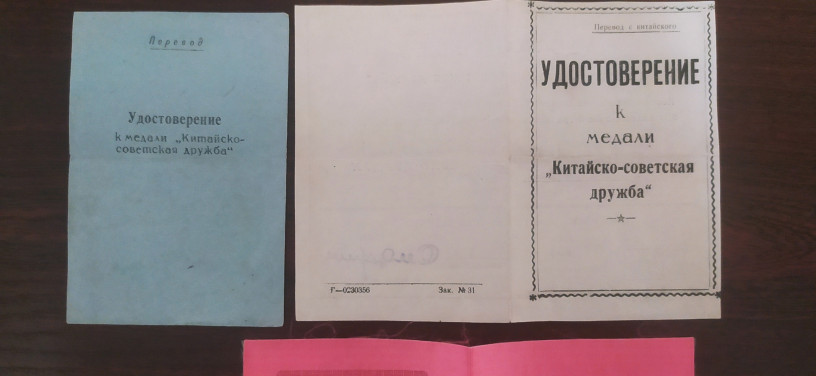 Перевод
Удостоверение
к медали „Китайско-
советская дружба“
Перевод с китайского
УДОСТОВЕРЕНИЕ
к
медали
„Китайско-советская
дружба“
Г—0230356 Зак. № 31